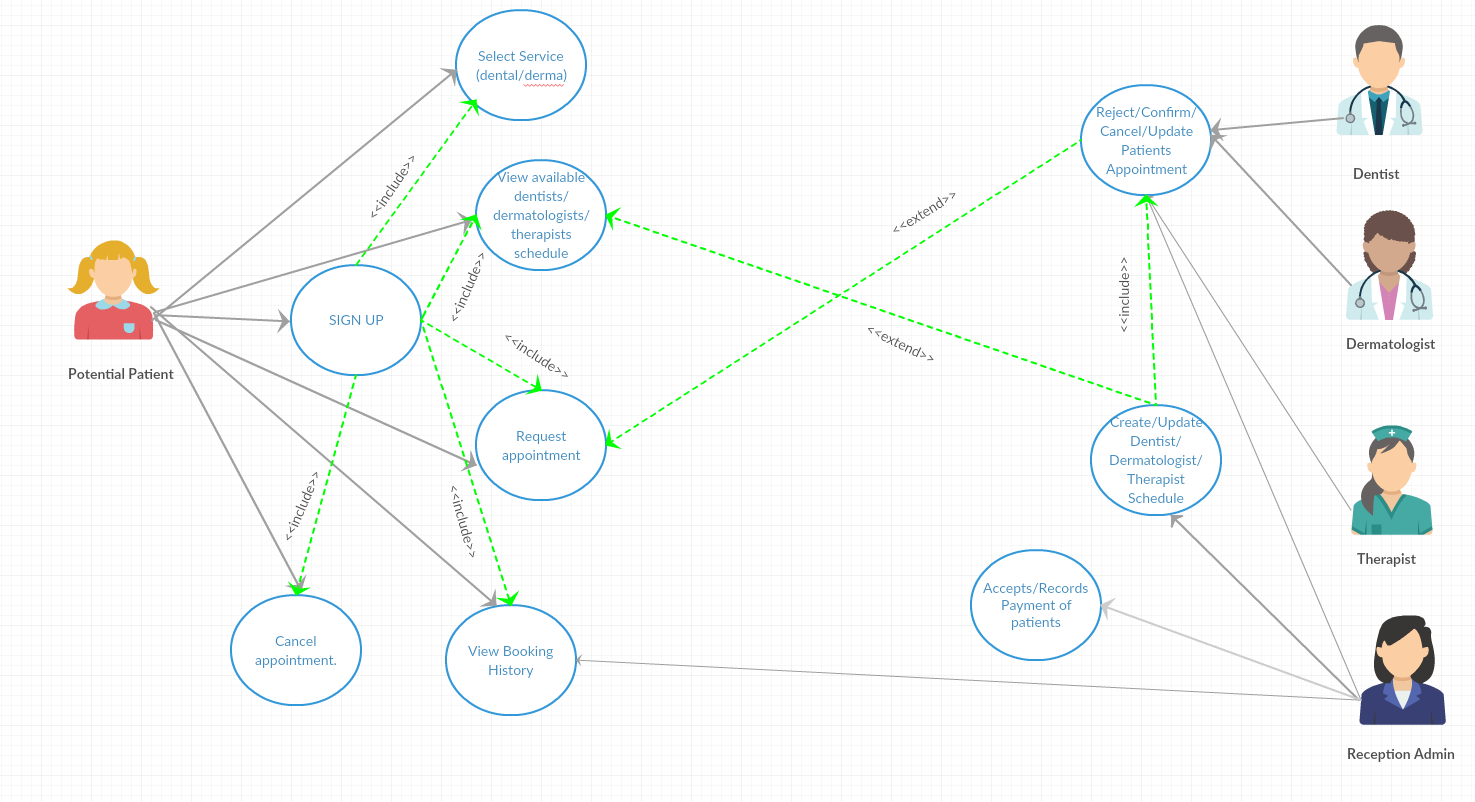 Select Service
(dental/derma)
<<include>>
View available
dentists/
dermatologists/
therapists
schedule
<<include>>
SIGN UP
Potential Patient
<<include>>
Request
appointment
<<include>>
<<include>>
Cancel
appointment.
View Booking
History
<<extend>>
<<extend>>
Reject/Confirm/
Cancel/Update
Patients
Appointment
<<include>>
Create/Update
Dentist/
Dermatologist/
Therapist
Schedule
Accepts/Records
Payment of
patients
Dentist
Dermatologist
Therapist
Reception Admin